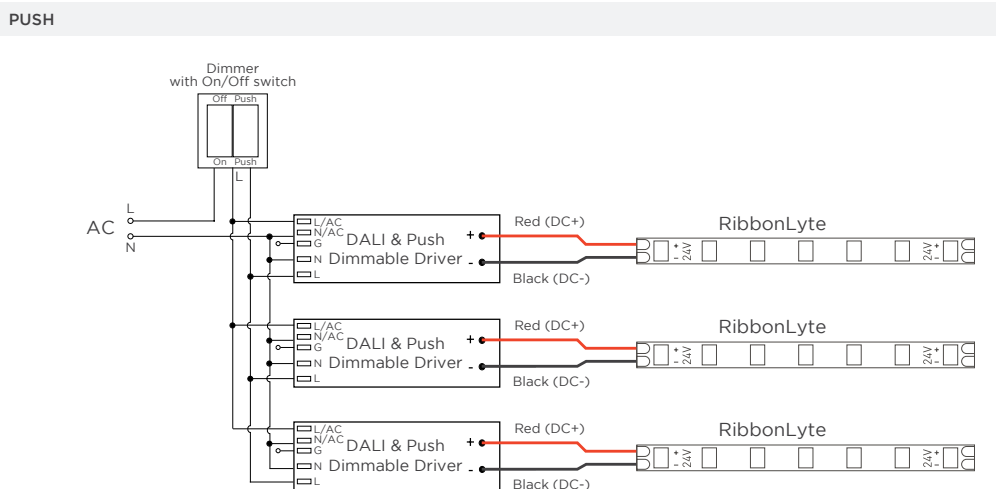 PUSH
Dimmer
with On/Off switch
Off Push
On Push
L
L
AC
N
L/AC
N/AC
G
N
L
DALI & Push
Dimmable Driver
+
-
Red (DC+)
Black (DC-)
RibbonLyte
+ 24V -
24V + -
L/AC
N/AC
G
N
L
DALI & Push
Dimmable Driver
+
-
Red (DC+)
Black (DC-)
RibbonLyte
+ 24V -
24V + -
L/AC
N/AC
G
N
L
DALI & Push
Dimmable Driver
+
-
Red (DC+)
Black (DC-)
RibbonLyte
+ 24V -
24V + -